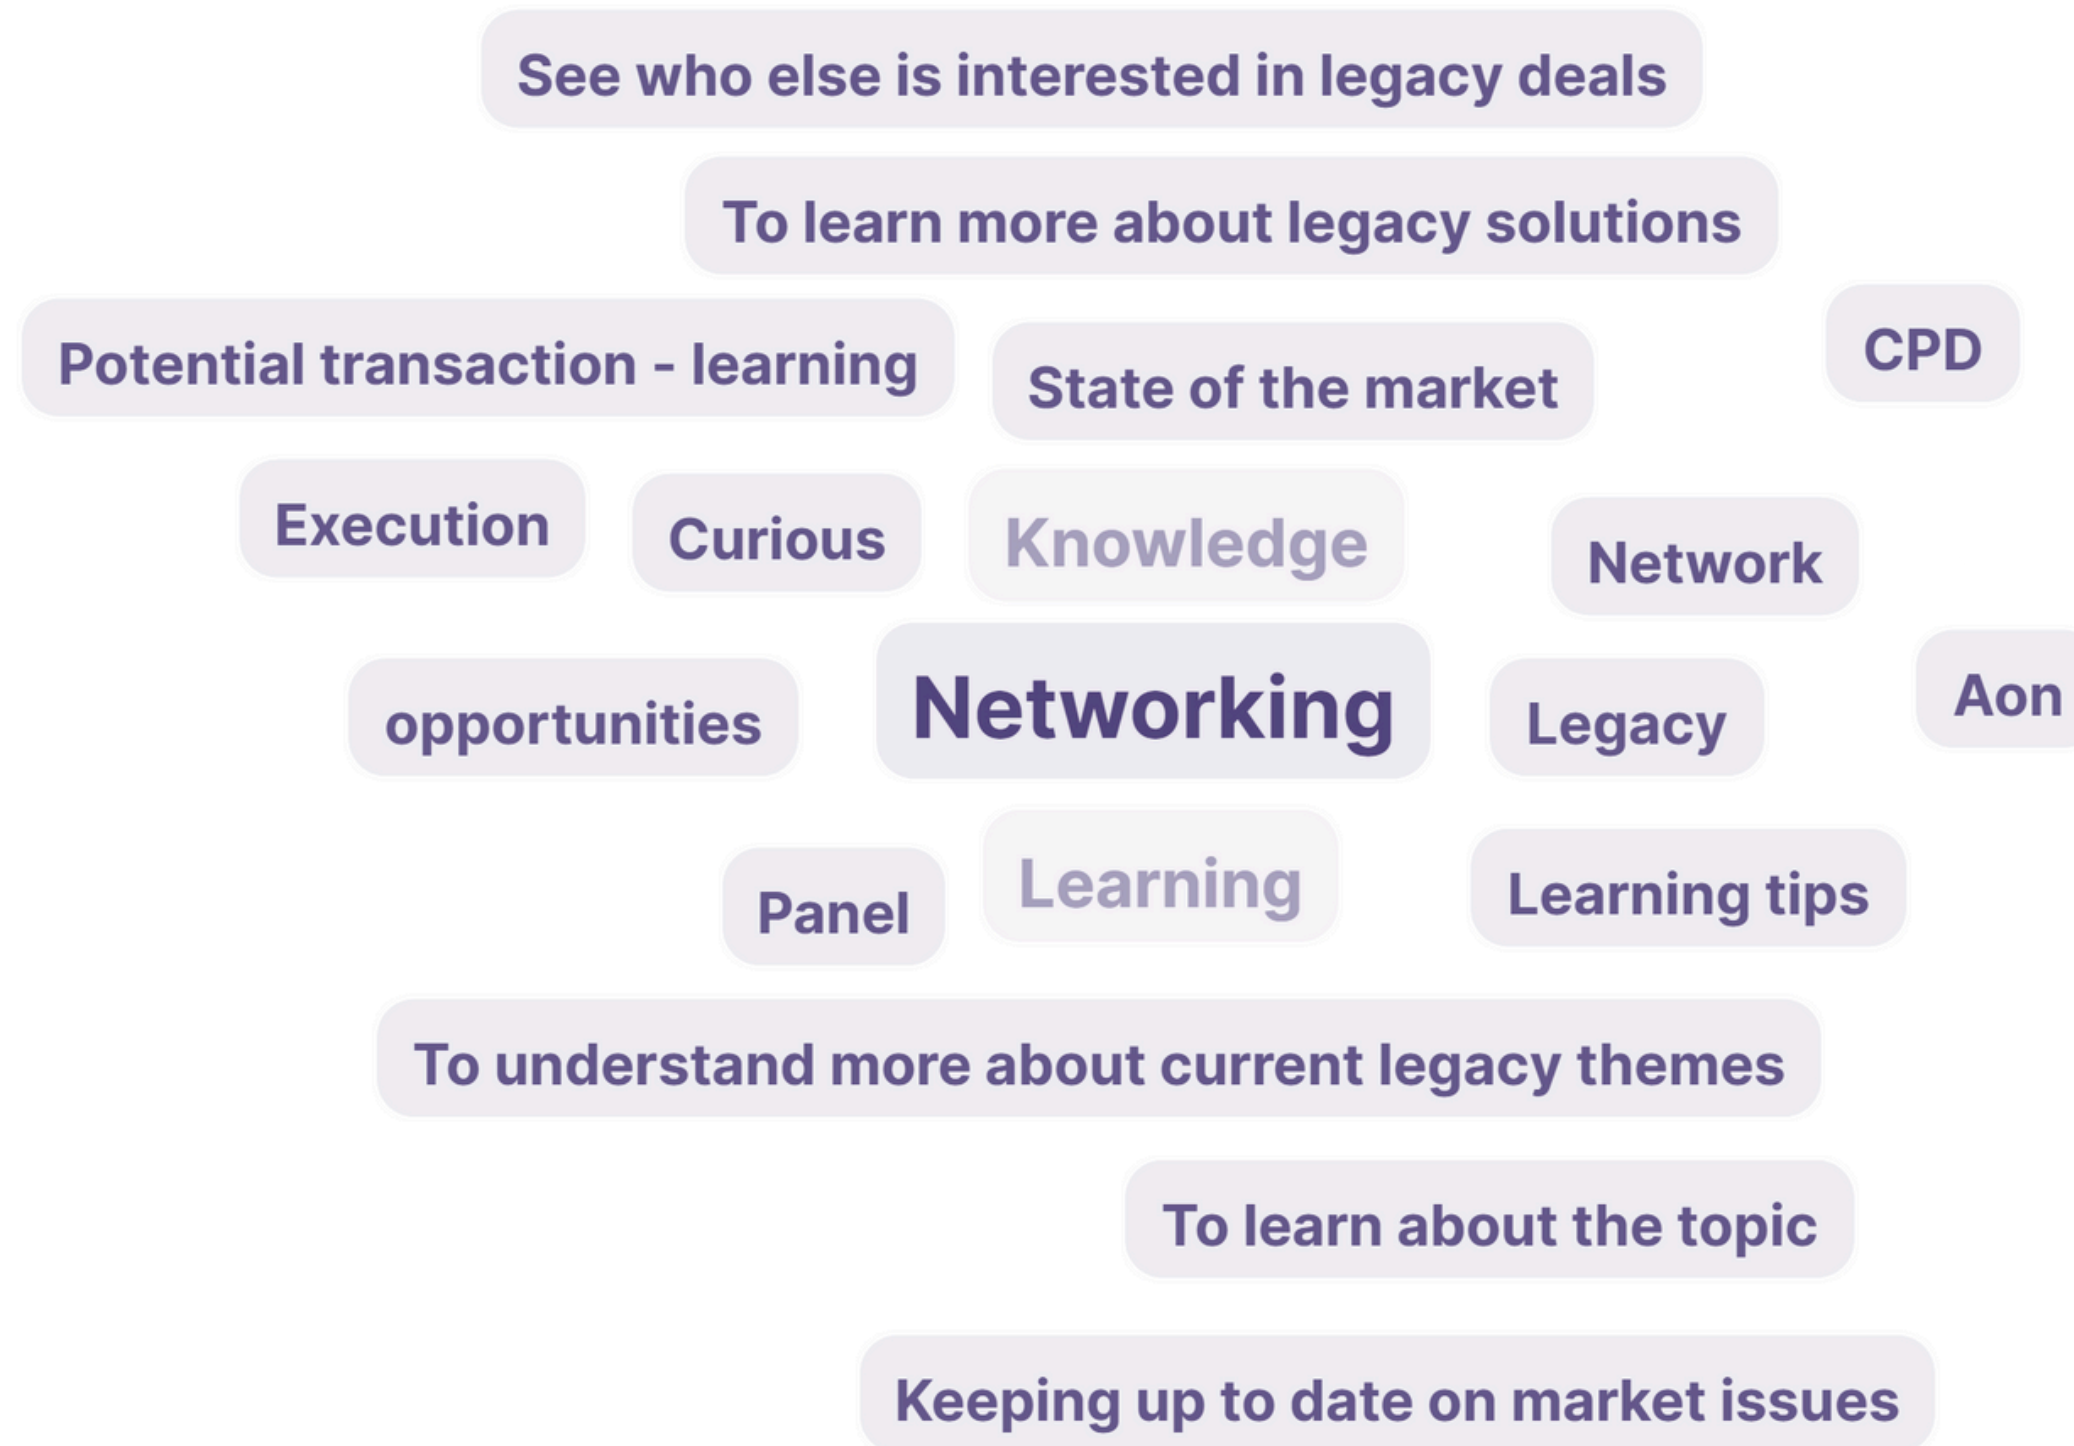 See who else is interested in legacy deals
To learn more about legacy solutions
Potential transaction - learning
State of the market
CPD
Execution
Curious
Knowledge
Network
opportunities
Networking
Legacy
Aon
Panel
Learning
Learning tips
To understand more about current legacy themes
To learn about the topic
Keeping up to date on market issues